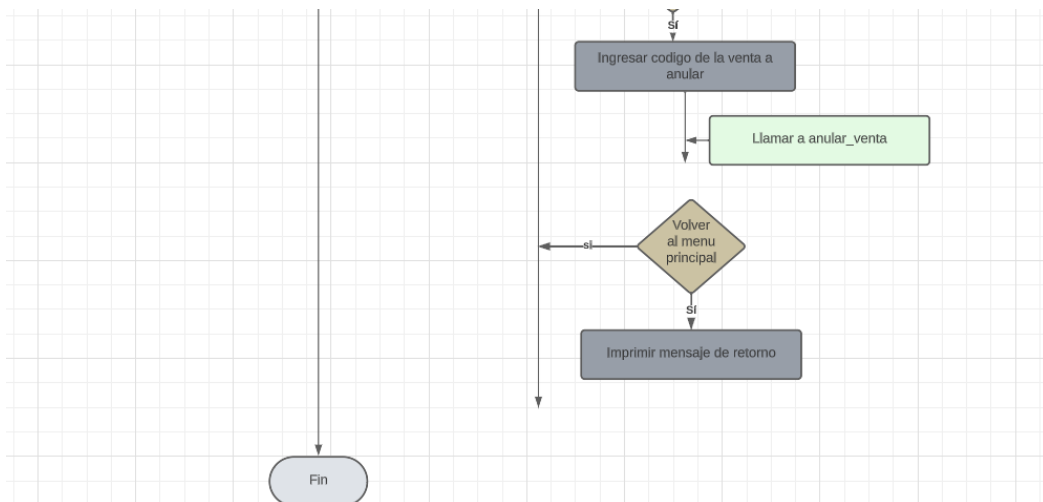 Sí
Ingresar codigo de la venta a
anular
Llamar a anular_venta
Volver
al menu
principal
sí
Sí
Imprimir mensaje de retorno
Fin